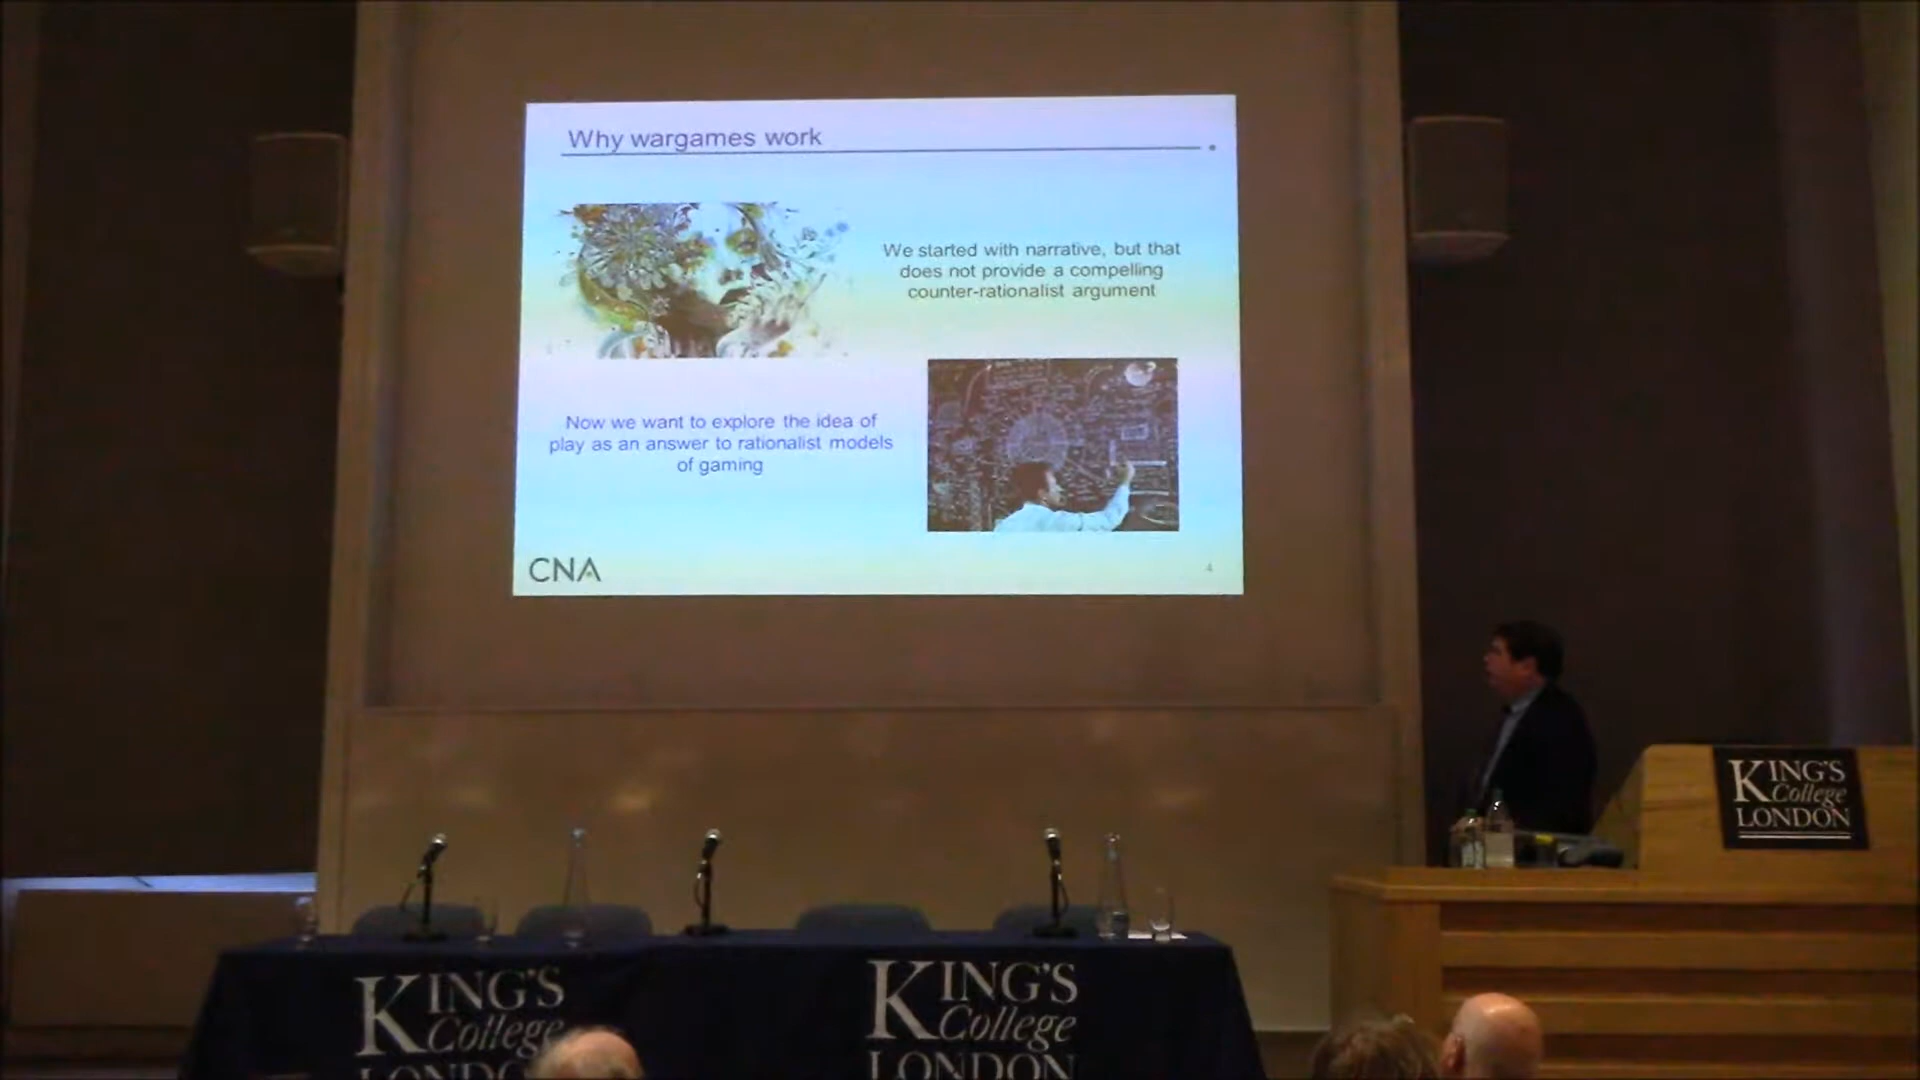 Why wargames work
We started with narrative, but that
does not provide a compelling
counter-rationalist argument
Now we want to explore the idea of
play as an answer to rationalist models
of gaming
CNA
4
KING'S
College
LONDON
KING'S
College
LONDON
KING'S
College
LONDON